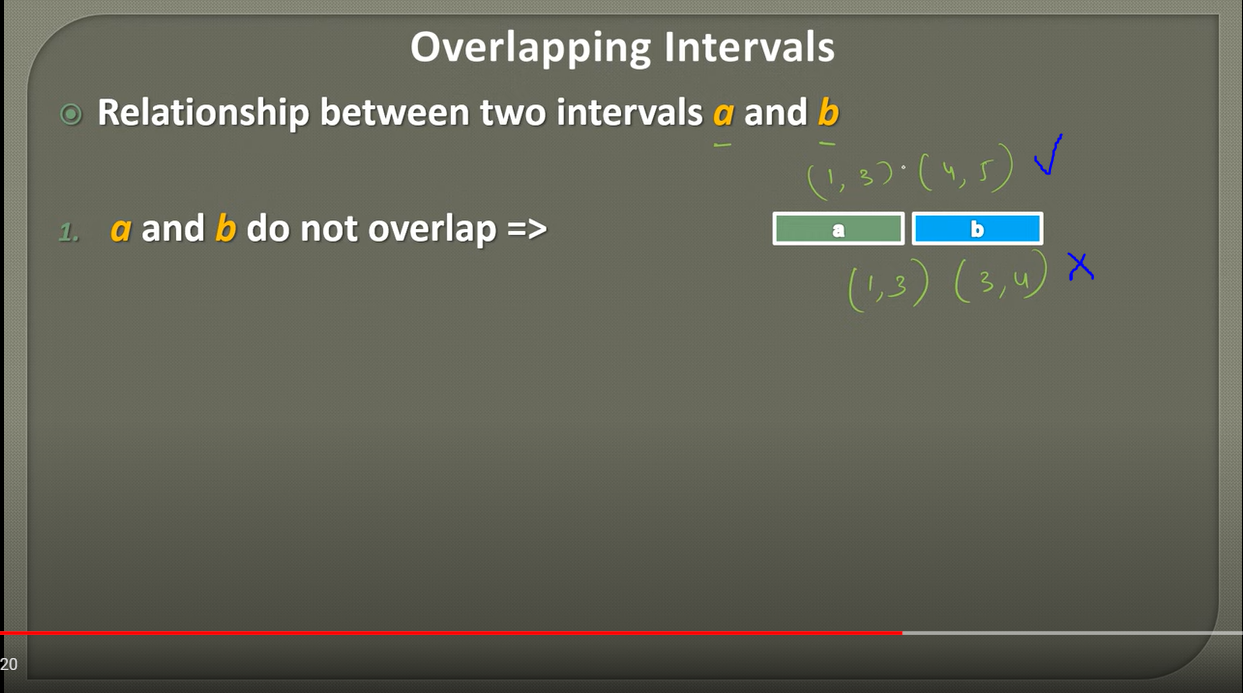 Overlapping Intervals
Relationship between two intervals a and b
(1, 3) (4, 5) ✓
1. a and b do not overlap =>
a b
(1,3) (3,4) ✗
20